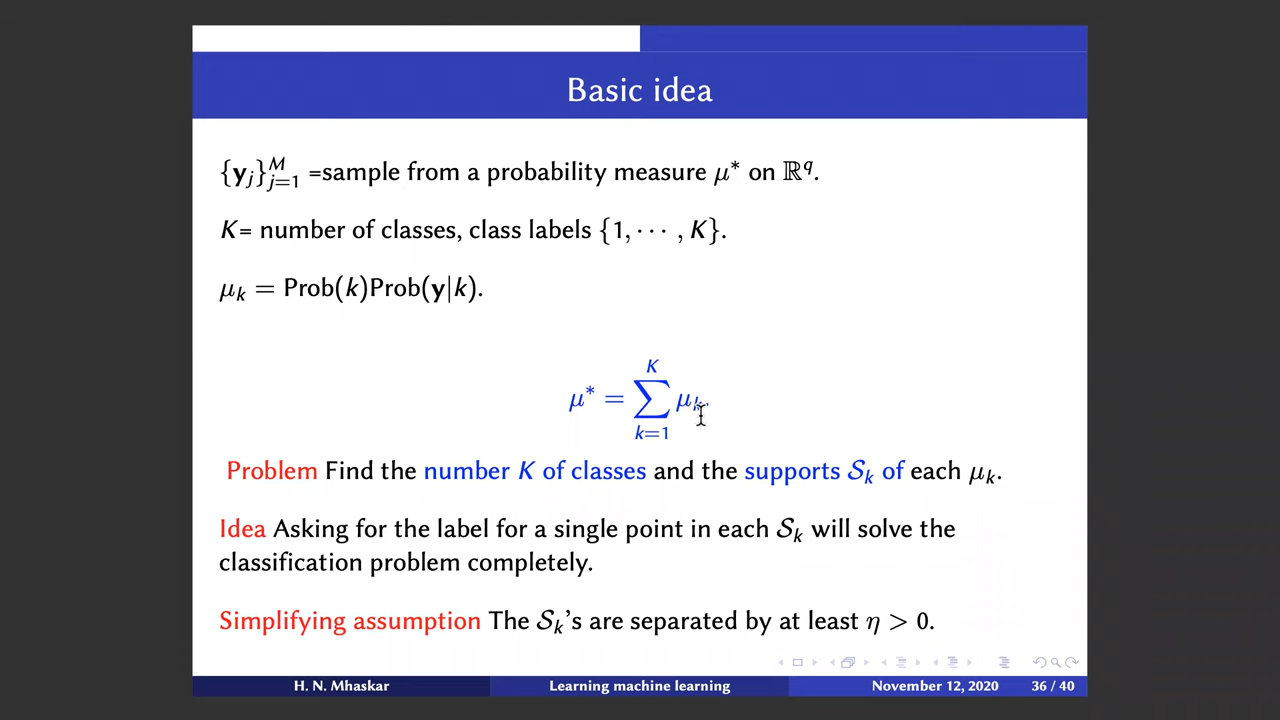 Basic idea
{y_j}_{j=1}^M =sample from a probability measure μ* on ℝ^q.
K= number of classes, class labels {1, ⋯ , K}.
μ_k = Prob(k)Prob(y|k).
μ* = ∑_{k=1}^{K} μ_k.
Problem Find the number K of classes and the supports 𝒮_k of each μ_k.
Idea Asking for the label for a single point in each 𝒮_k will solve the
classification problem completely.
Simplifying assumption The 𝒮_k's are separated by at least η > 0.
H. N. Mhaskar Learning machine learning November 12, 2020 36 / 40